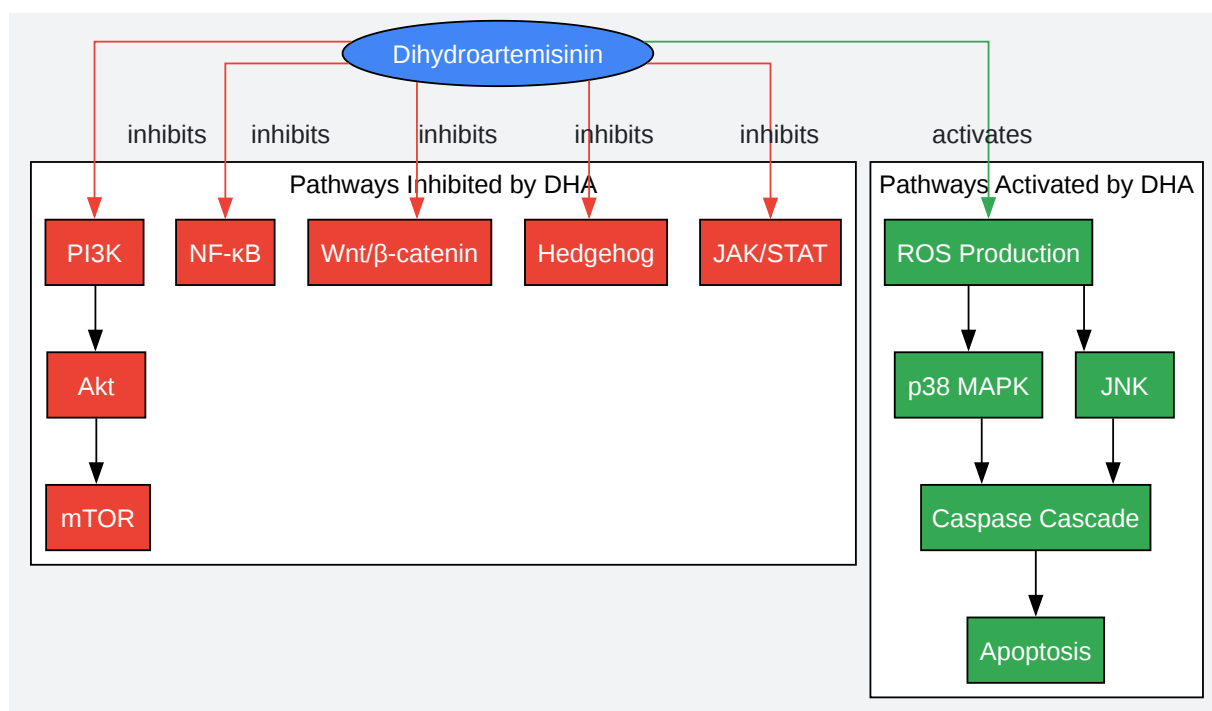 Dihydroartemisinin
inhibits
inhibits
inhibits
inhibits
inhibits
activates
Pathways Inhibited by DHA
Pathways Activated by DHA
PI3K
NF-κB
Wnt/β-catenin
Hedgehog
JAK/STAT
ROS Production
Akt
p38 MAPK
JNK
mTOR
Caspase Cascade
Apoptosis